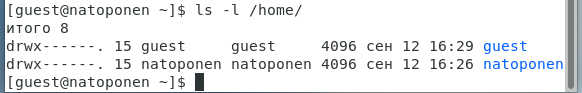 [guest@natoponen ~]$ ls -l /home/
итого 8
drwx------. 15 guest     guest     4096 сен 12 16:29 guest
drwx------. 15 natoponen natoponen 4096 сен 12 16:26 natoponen
[guest@natoponen ~]$